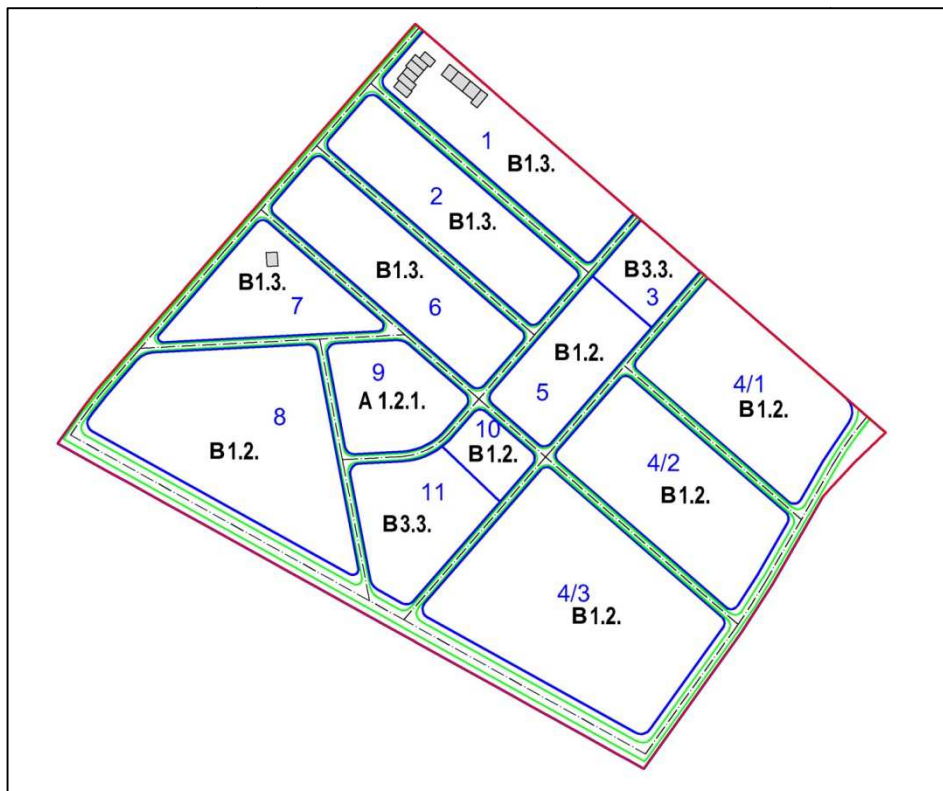 1
B1.3.
2
B1.3.
B3.3.
3
B1.3.
6
B1.3.
7
B1.2.
5
4/1
B1.2.
9
A 1.2.1.
8
B1.2.
10
B1.2.
4/2
B1.2.
11
B3.3.
4/3
B1.2.